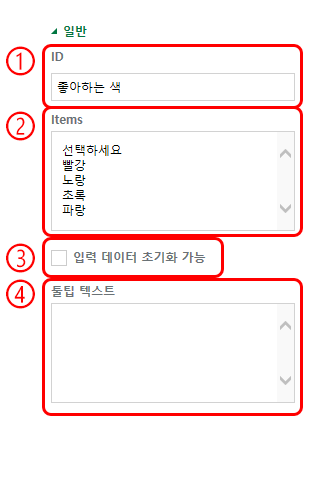 일반
① ID
좋아하는 색
② Items
선택하세요
빨강
노랑
초록
파랑
③ 입력 데이터 초기화 가능
④ 툴팁 텍스트